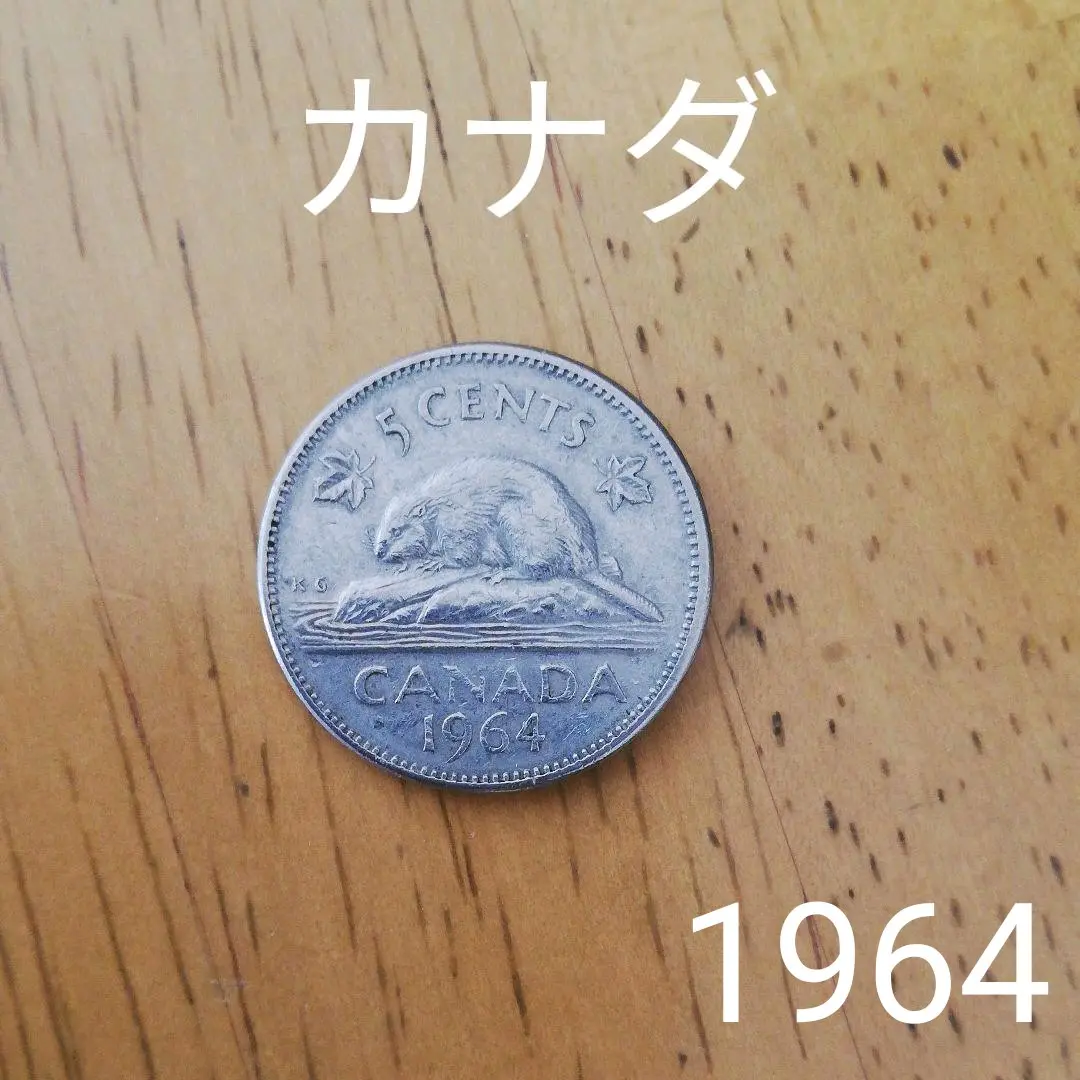 カナダ
5 CENTS
KG
CANADA
1964
1964